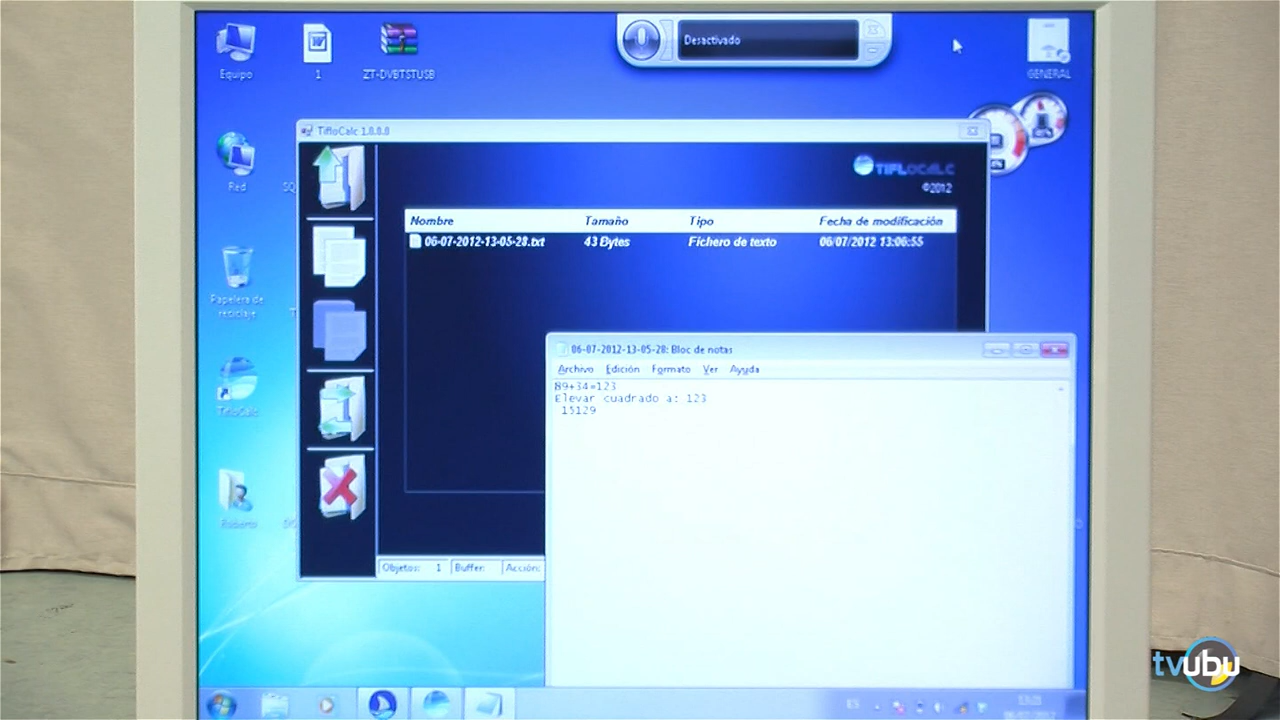 Equipo
1
ZT-DVBTSTUSB
Desactivado
GENERAL
Red
Papelera de
reciclaje
TifloCalc
Roberto
TifloCalc 1.0.0.0
TIFLOCALC
©2012
Nombre Tamaño Tipo Fecha de modificación
06-07-2012-13-05-28.txt 43 Bytes Fichero de texto 06/07/2012 13:06:55
Objetos: 1 Buffer: Acción:
06-07-2012-13-05-28: Bloc de notas
Archivo Edición Formato Ver Ayuda
89+34=123
Elevar cuadrado a: 123
15129
ES
tvubu